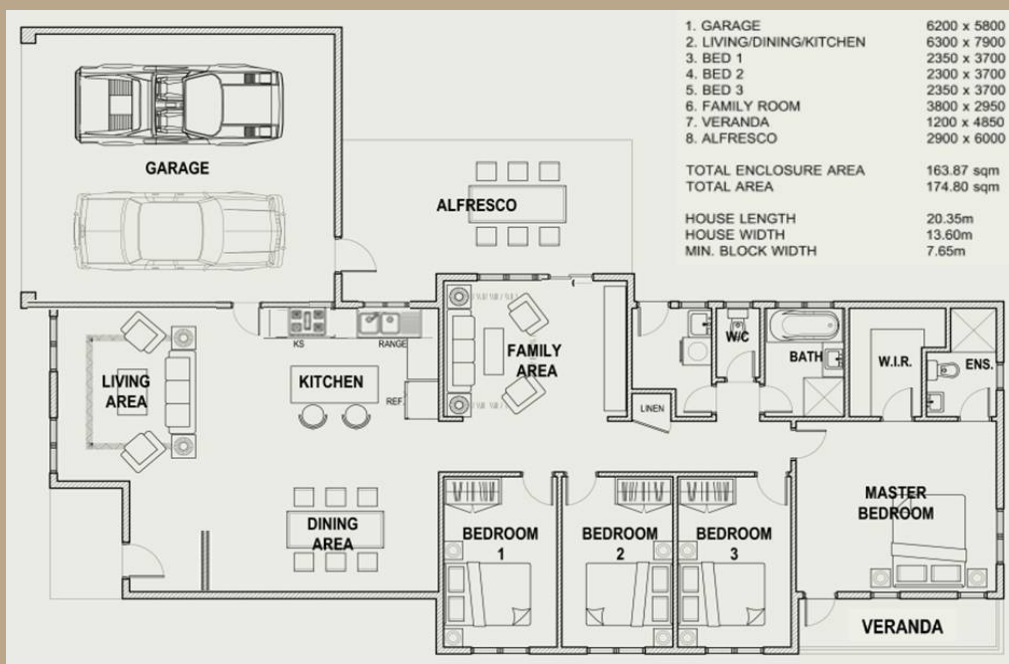 1. GARAGE 6200 x 5800
2. LIVING/DINING/KITCHEN 6300 x 7900
3. BED 1 2350 x 3700
4. BED 2 2300 x 3700
5. BED 3 2350 x 3700
6. FAMILY ROOM 3800 x 2950
7. VERANDA 1200 x 4850
8. ALFRESCO 2900 x 6000
TOTAL ENCLOSURE AREA 163.87 sqm
TOTAL AREA 174.80 sqm
HOUSE LENGTH 20.35m
HOUSE WIDTH 13.60m
MIN. BLOCK WIDTH 7.65m
GARAGE
ALFRESCO
KS
RANGE
W/C
FAMILY
AREA
BATH
W.I.R.
ENS.
LIVING
AREA
KITCHEN
REF.
LINEN
MASTER
BEDROOM
DINING
AREA
BEDROOM
1
BEDROOM
2
BEDROOM
3
VERANDA